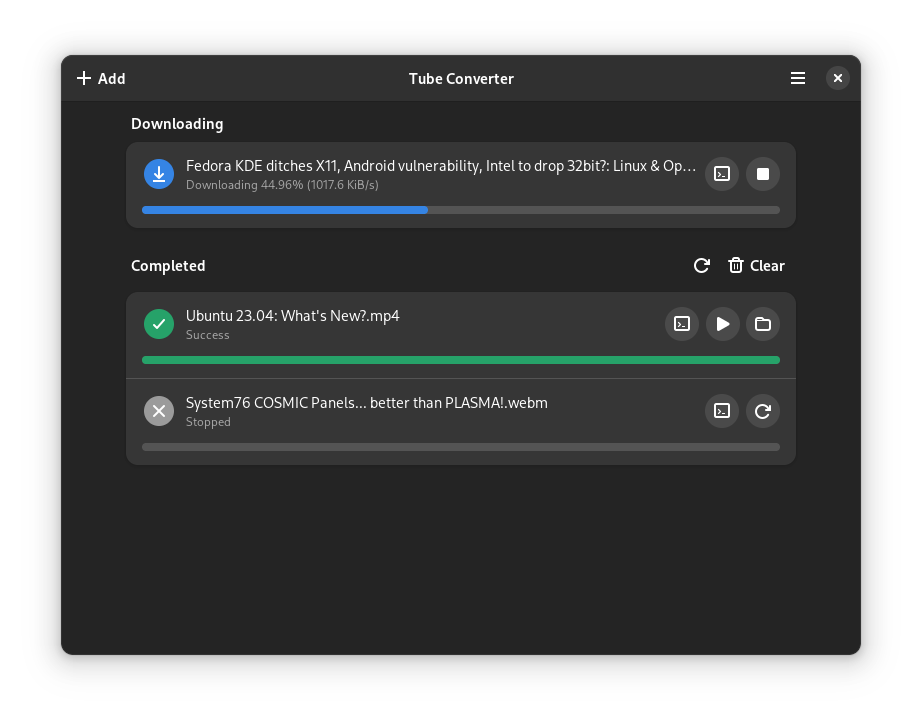 Add
Tube Converter
Downloading
Fedora KDE ditches X11, Android vulnerability, Intel to drop 32bit?: Linux & Op...
Downloading 44.96% (1017.6 KiB/s)
Completed
Clear
Ubuntu 23.04: What's New?.mp4
Success
System76 COSMIC Panels... better than PLASMA!.webm
Stopped